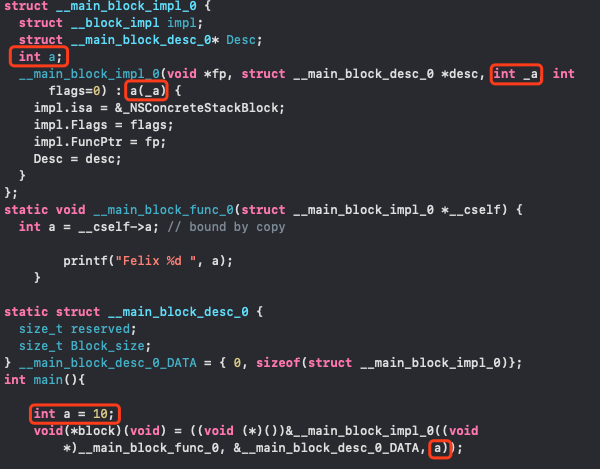 struct __main_block_impl_0 {
struct __block_impl impl;
struct __main_block_desc_0* Desc;
int a;
__main_block_impl_0(void *fp, struct __main_block_desc_0 *desc, int _a int
flags=0) : a(_a) {
impl.isa = &_NSConcreteStackBlock;
impl.Flags = flags;
impl.FuncPtr = fp;
Desc = desc;
}
};
static void __main_block_func_0(struct __main_block_impl_0 *__cself) {
int a = __cself->a; // bound by copy
printf("Felix %d ", a);
}
static struct __main_block_desc_0 {
size_t reserved;
size_t Block_size;
} __main_block_desc_0_DATA = { 0, sizeof(struct __main_block_impl_0)};
int main(){
int a = 10;
void(*block)(void) = ((void (*)())&__main_block_impl_0((void
*)__main_block_func_0, &__main_block_desc_0_DATA, a));